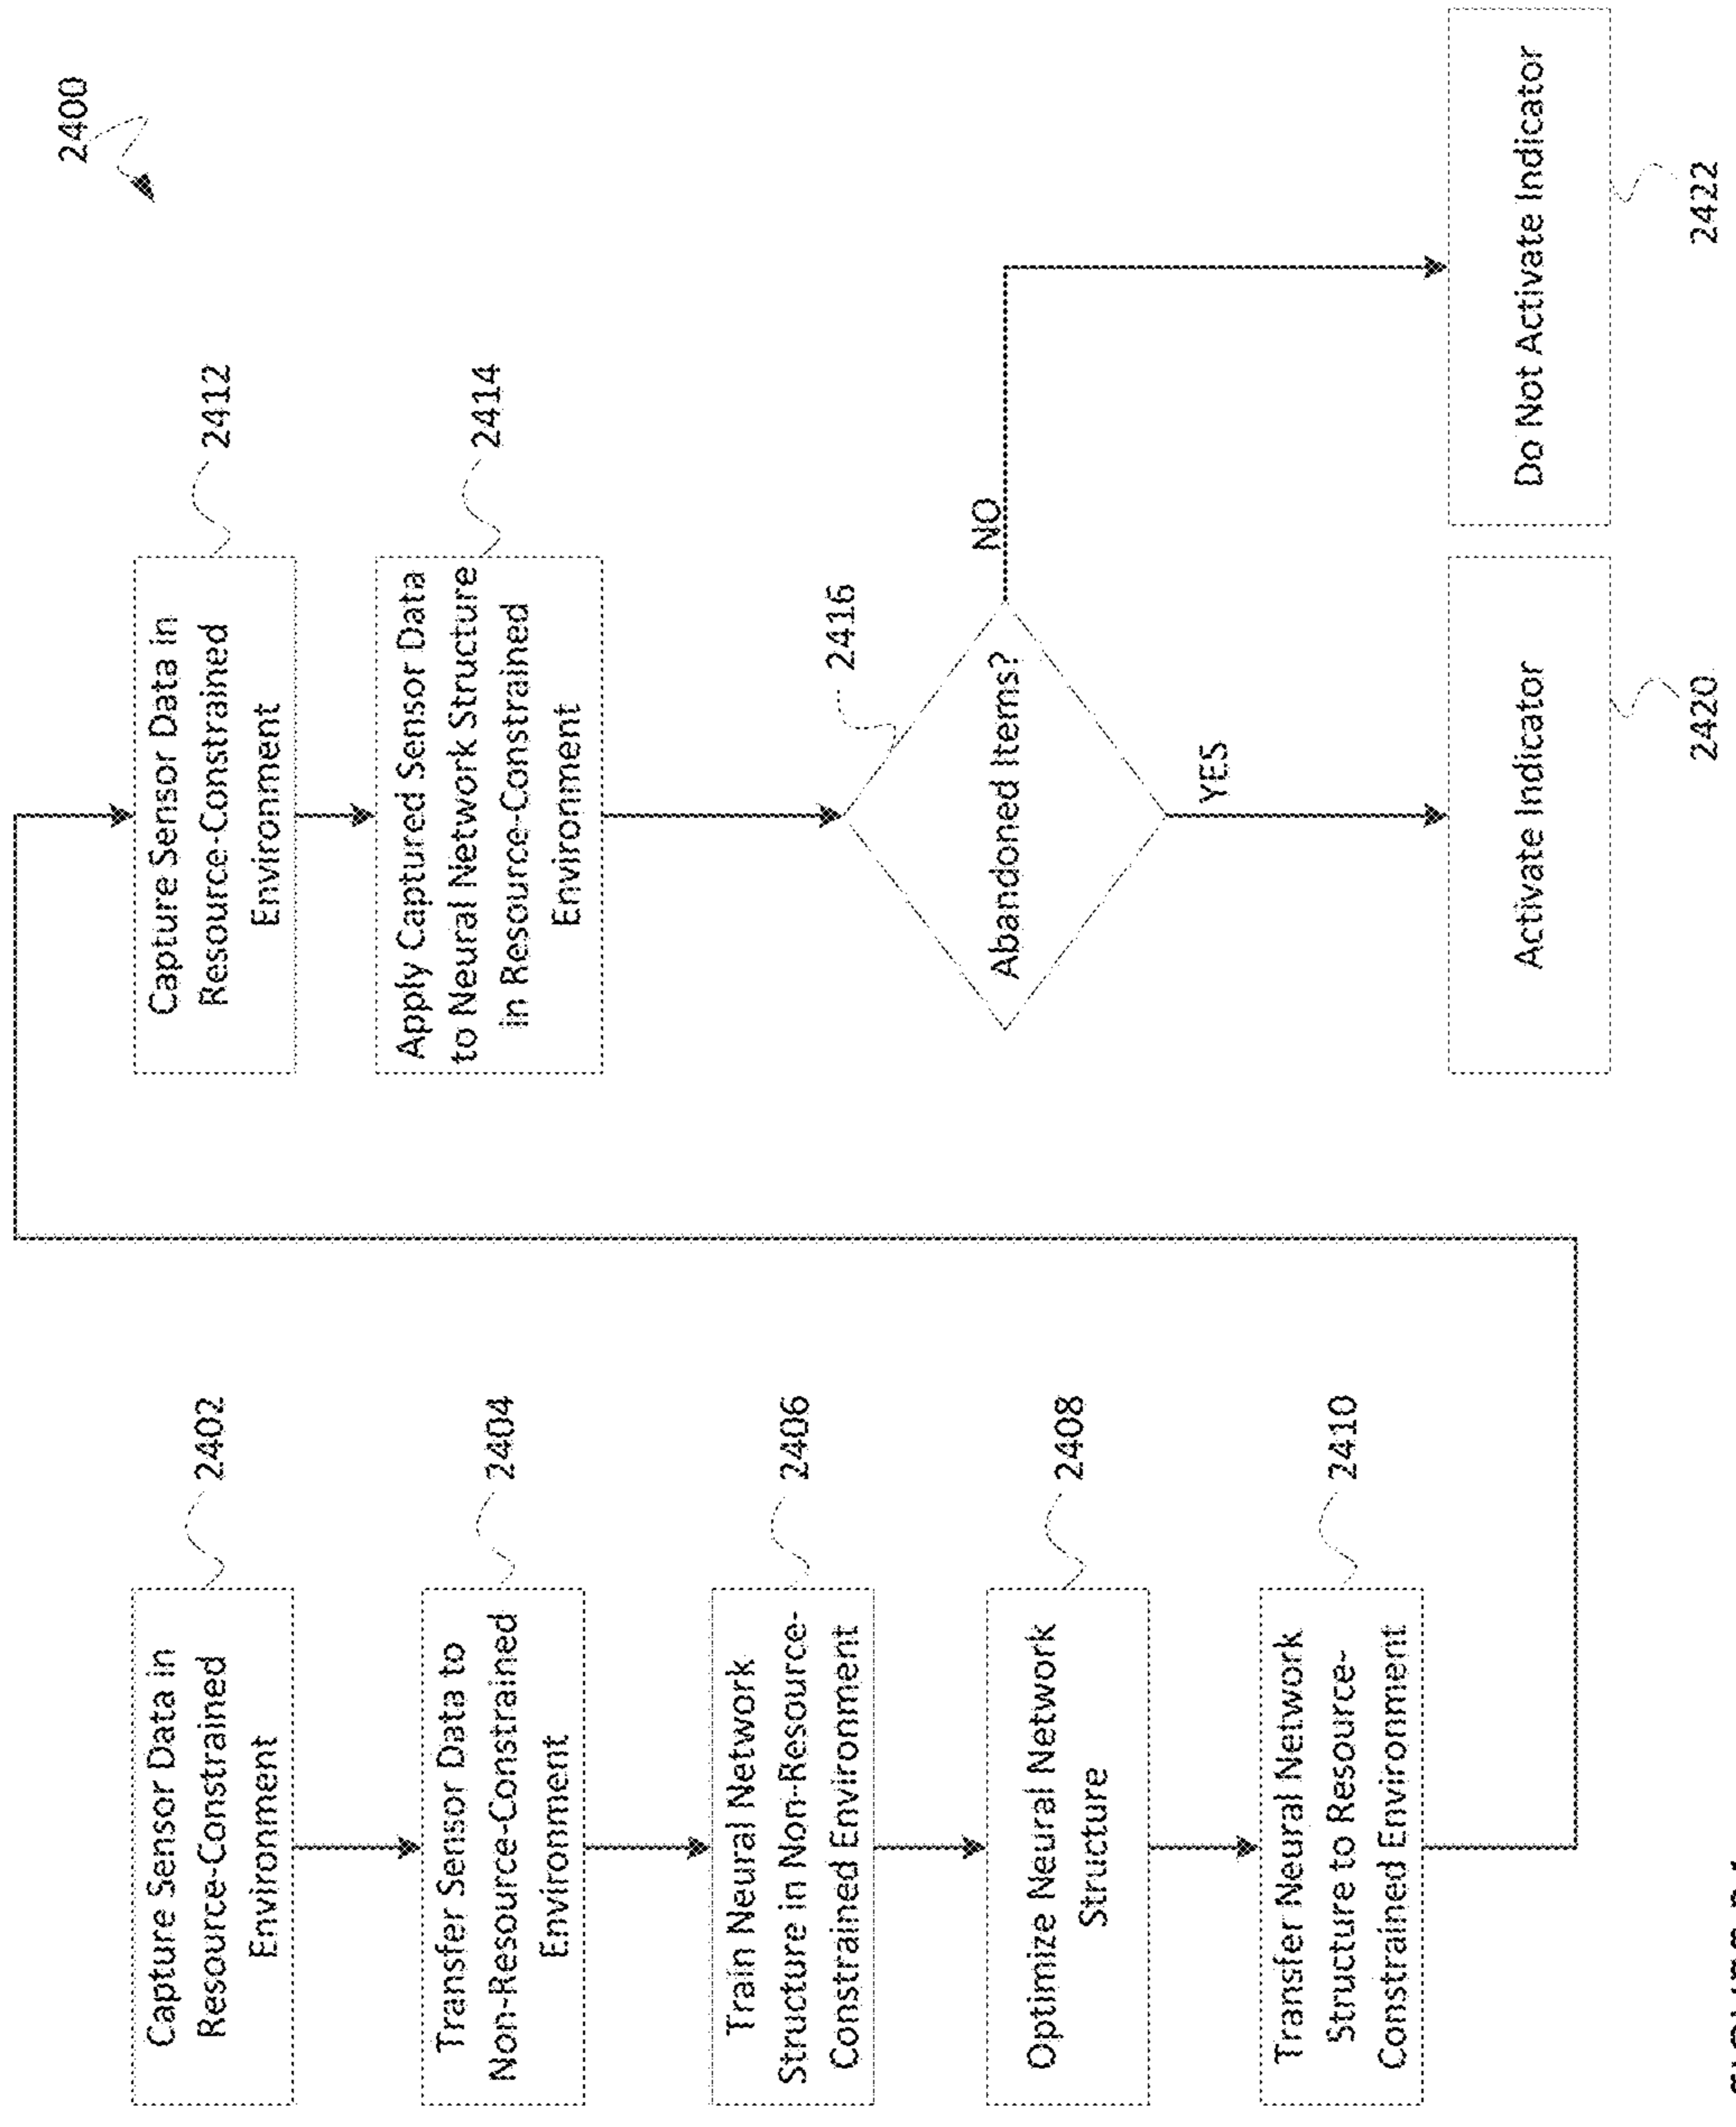 2400
Capture Sensor Data in
Resource-Constrained
Environment
2402
Transfer Sensor Data to
Non-Resource-Constrained
Environment
2404
Train Neural Network
Structure in Non-Resource-
Constrained Environment
2406
Optimize Neural Network
Structure
2408
Transfer Neural Network
Structure to Resource-
Constrained Environment
2410
Capture Sensor Data in
Resource-Constrained
Environment
2412
Apply Captured Sensor Data
to Neural Network Structure
in Resource-Constrained
Environment
2414
Abandoned Items?
2416
NO
YES
Activate Indicator
2420
Do Not Activate Indicator
2422